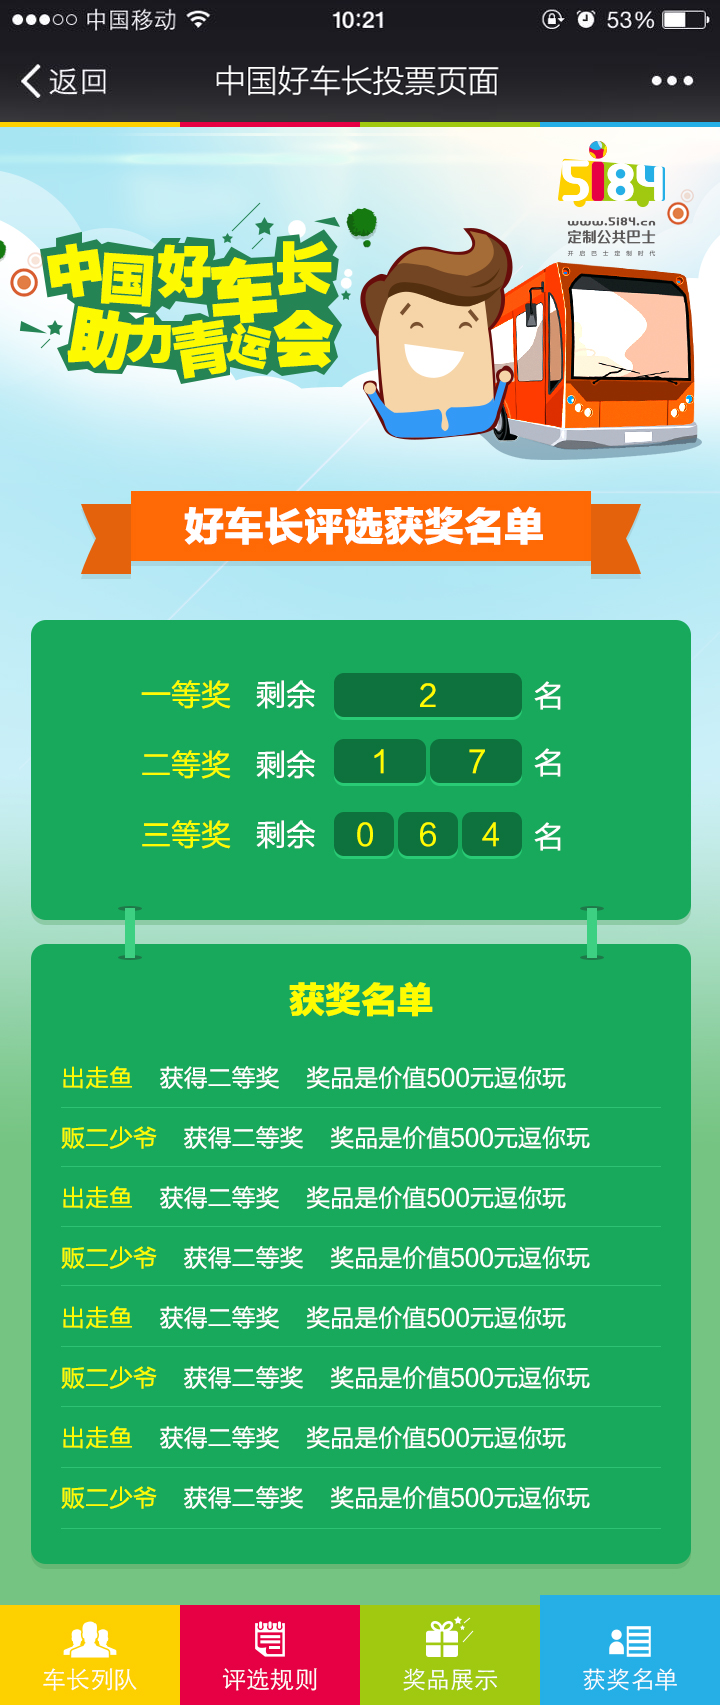 中国移动 10:21 53%
返回 中国好车长投票页面
5i84
www.5i84.cn
定制公共巴士
开启巴士定制时代
中国好车长
助力青运会
好车长评选获奖名单
一等奖 剩余 2 名
二等奖 剩余 1 7 名
三等奖 剩余 0 6 4 名
获奖名单
出走鱼 获得二等奖 奖品是价值500元逗你玩
贩二少爷 获得二等奖 奖品是价值500元逗你玩
出走鱼 获得二等奖 奖品是价值500元逗你玩
贩二少爷 获得二等奖 奖品是价值500元逗你玩
出走鱼 获得二等奖 奖品是价值500元逗你玩
贩二少爷 获得二等奖 奖品是价值500元逗你玩
出走鱼 获得二等奖 奖品是价值500元逗你玩
贩二少爷 获得二等奖 奖品是价值500元逗你玩
车长列队 评选规则 奖品展示 获奖名单